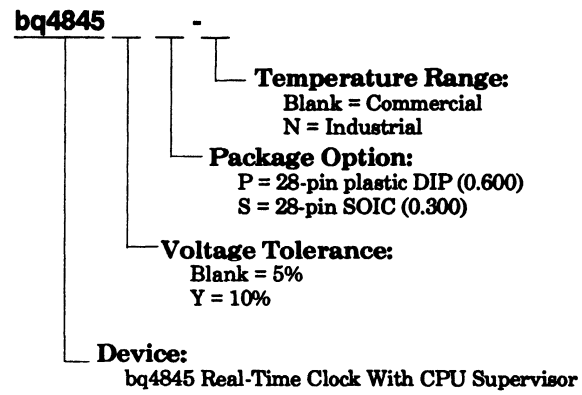 bq4845 -
Temperature Range:
Blank = Commercial
N = Industrial
Package Option:
P = 28-pin plastic DIP (0.600)
S = 28-pin SOIC (0.300)
Voltage Tolerance:
Blank = 5%
Y = 10%
Device:
bq4845 Real-Time Clock With CPU Supervisor